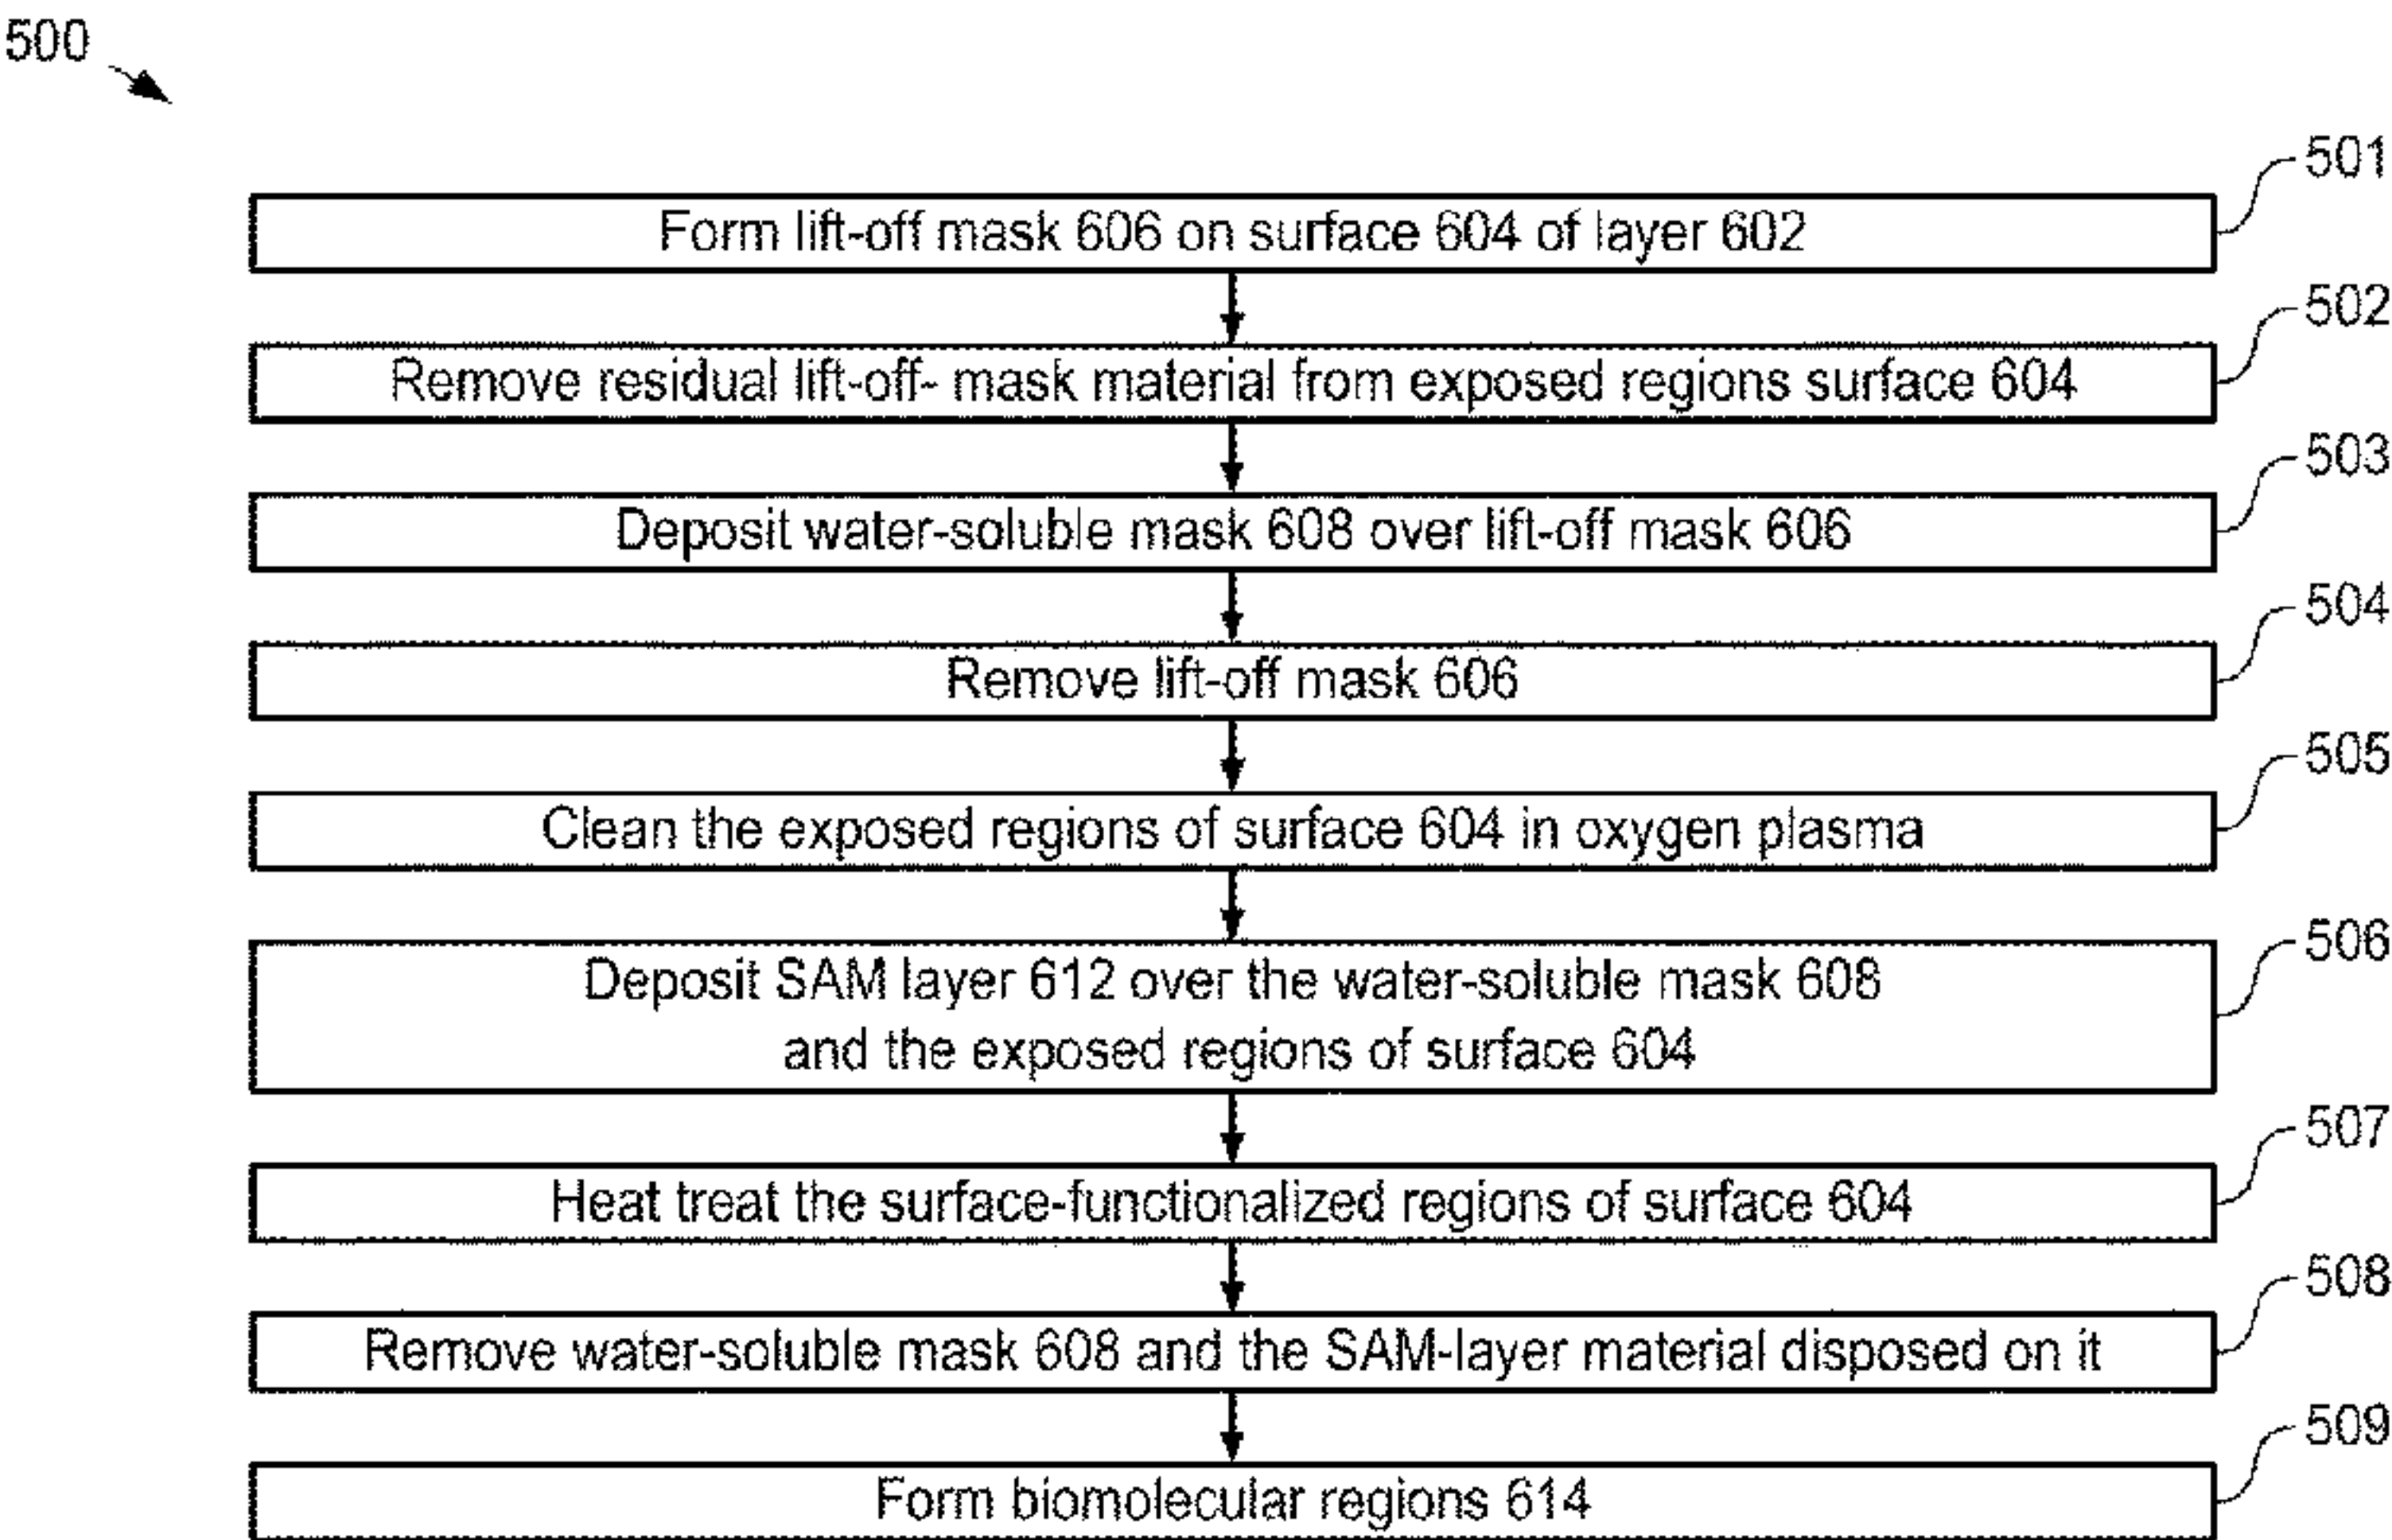 500
501
Form lift-off mask 606 on surface 604 of layer 602
502
Remove residual lift-off- mask material from exposed regions surface 604
503
Deposit water-soluble mask 608 over lift-off mask 606
504
Remove lift-off mask 606
505
Clean the exposed regions of surface 604 in oxygen plasma
506
Deposit SAM layer 612 over the water-soluble mask 608
and the exposed regions of surface 604
507
Heat treat the surface-functionalized regions of surface 604
508
Remove water-soluble mask 608 and the SAM-layer material disposed on it
509
Form biomolecular regions 614